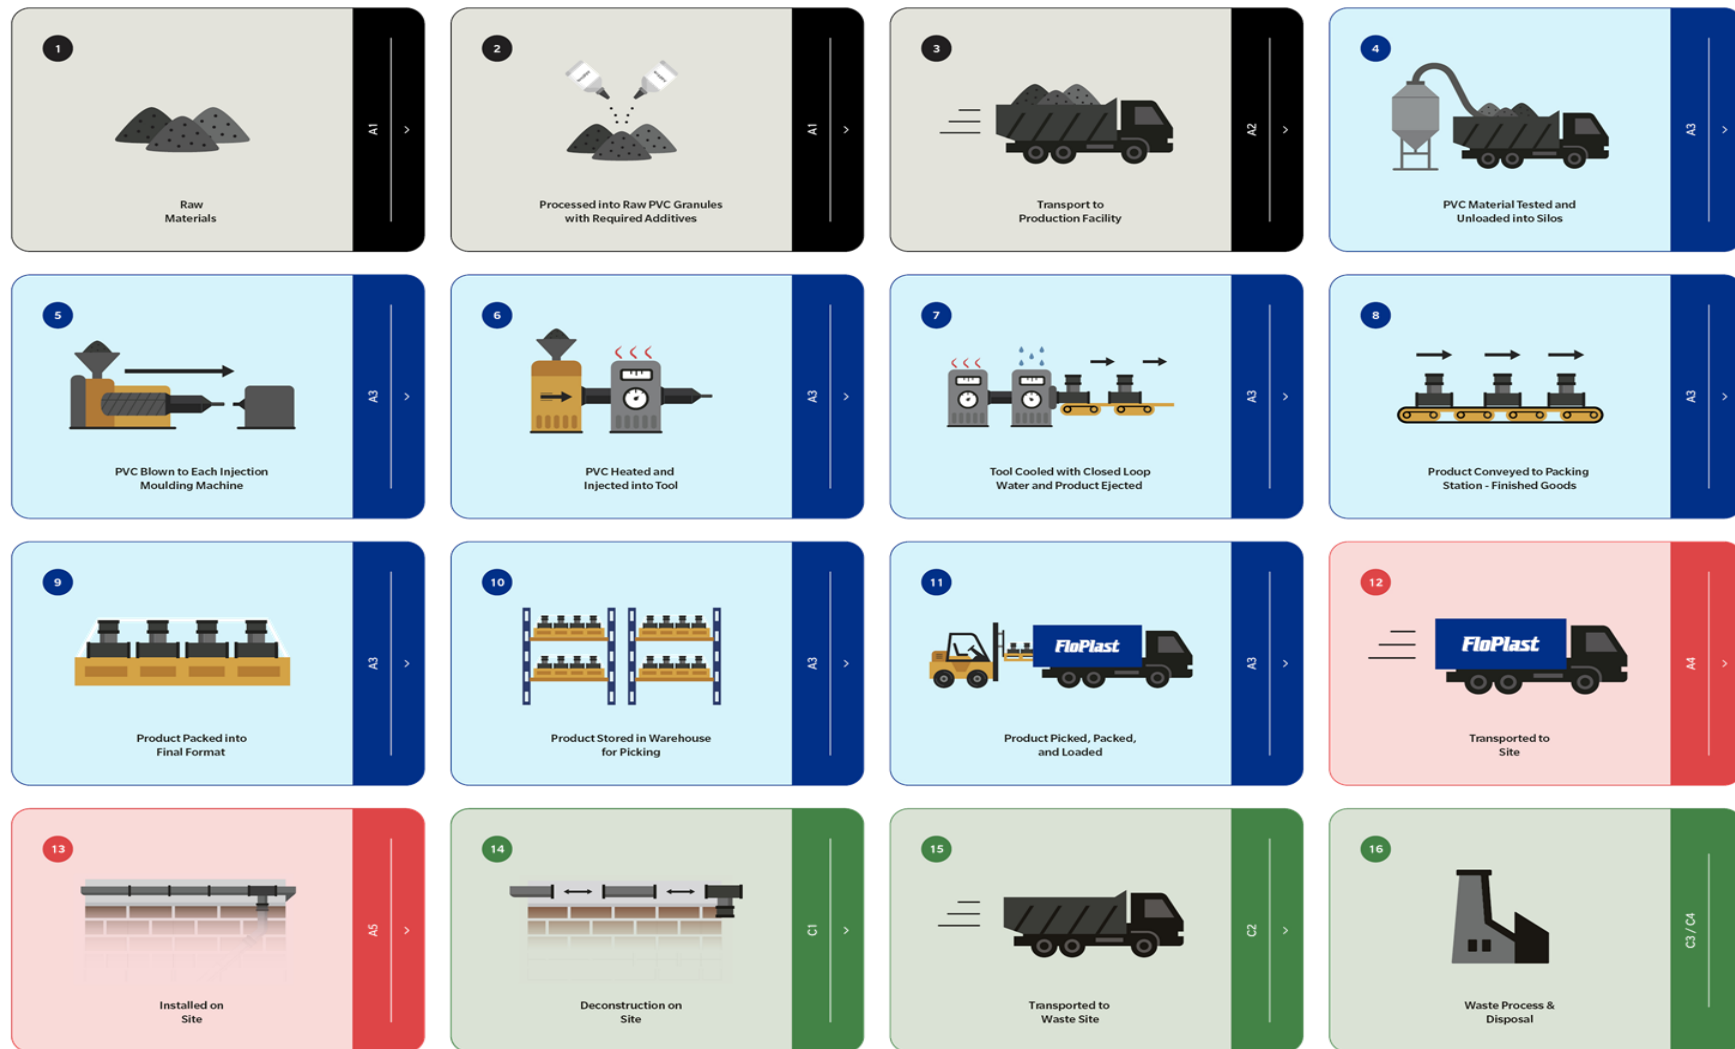 1
A1
Raw
Materials
2
A1
Processed into Raw PVC Granules
with Required Additives
3
A2
Transport to
Production Facility
4
A3
PVC Material Tested and
Unloaded into Silos
5
A3
PVC Blown to Each Injection
Moulding Machine
6
A3
PVC Heated and
Injected into Tool
7
A3
Tool Cooled with Closed Loop
Water and Product Ejected
8
A3
Product Conveyed to Packing
Station - Finished Goods
9
A3
Product Packed into
Final Format
10
A3
Product Stored in Warehouse
for Picking
11
FloPlast
A3
Product Picked, Packed,
and Loaded
12
FloPlast
A4
Transported to
Site
13
A5
Installed on
Site
14
C1
Deconstruction on
Site
15
C2
Transported to
Waste Site
16
C3 / C4
Waste Process &
Disposal